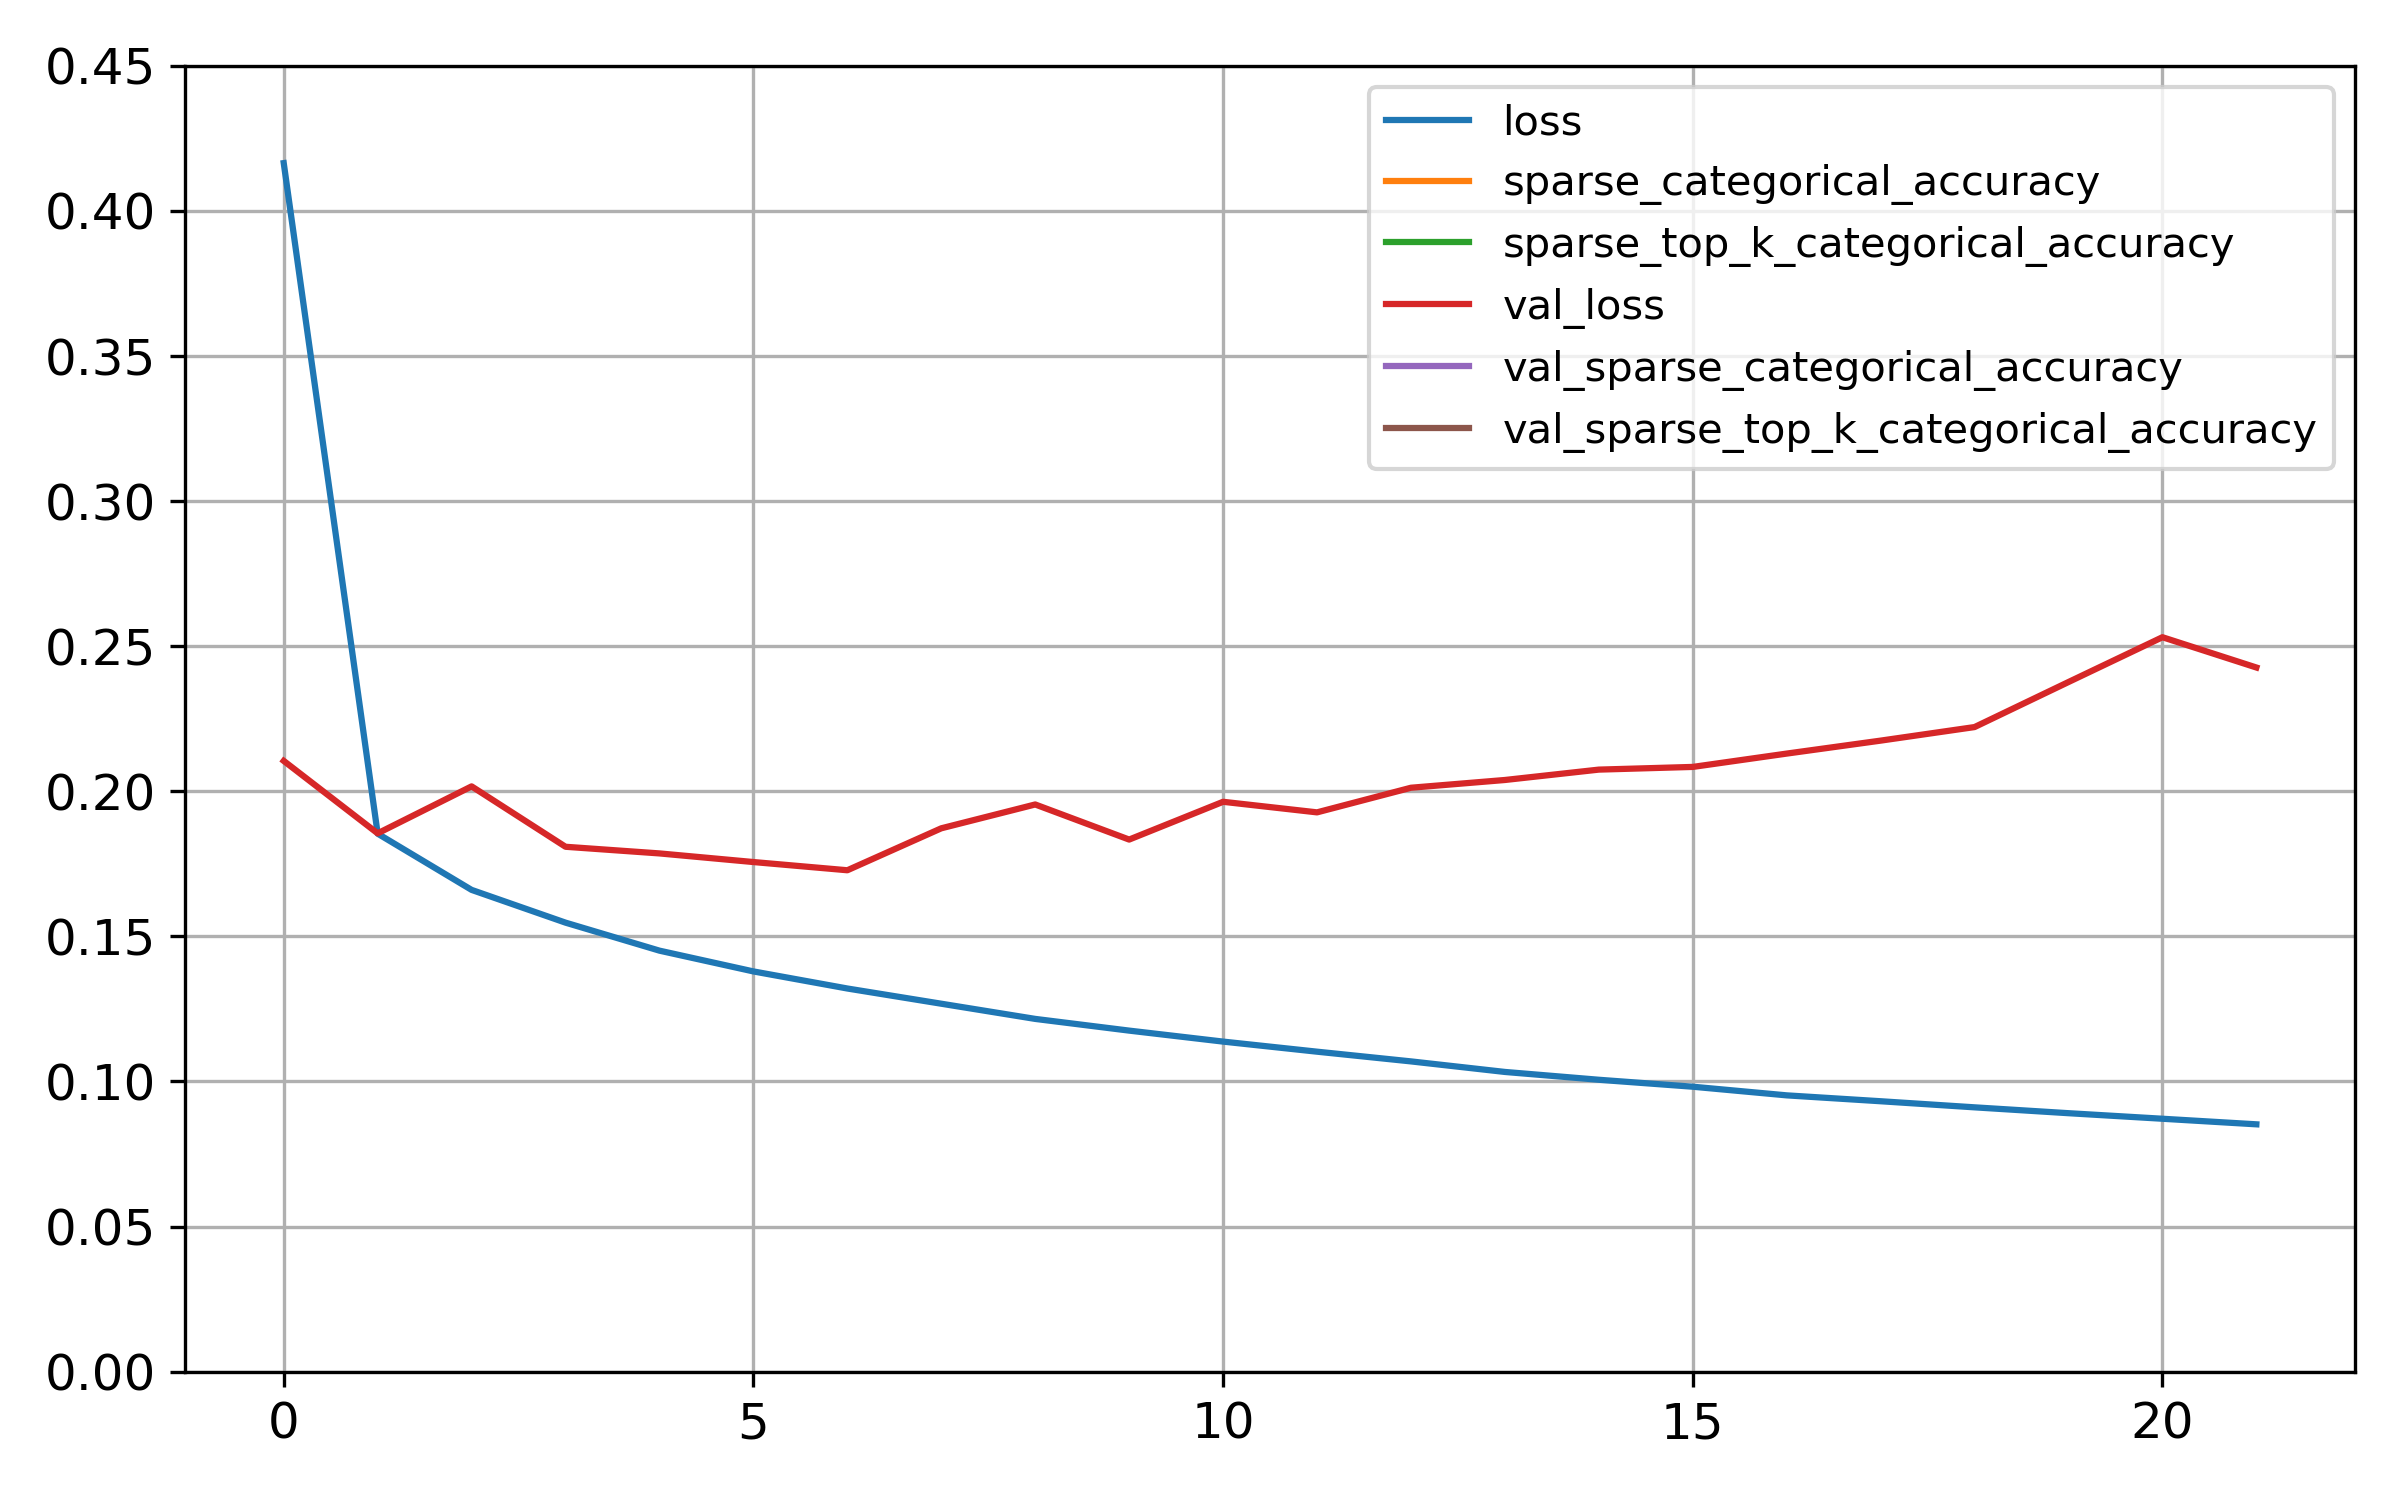 0.45
0.40
0.35
0.30
0.25
0.20
0.15
0.10
0.05
0.00
0 5 10 15 20
loss
sparse_categorical_accuracy
sparse_top_k_categorical_accuracy
val_loss
val_sparse_categorical_accuracy
val_sparse_top_k_categorical_accuracy